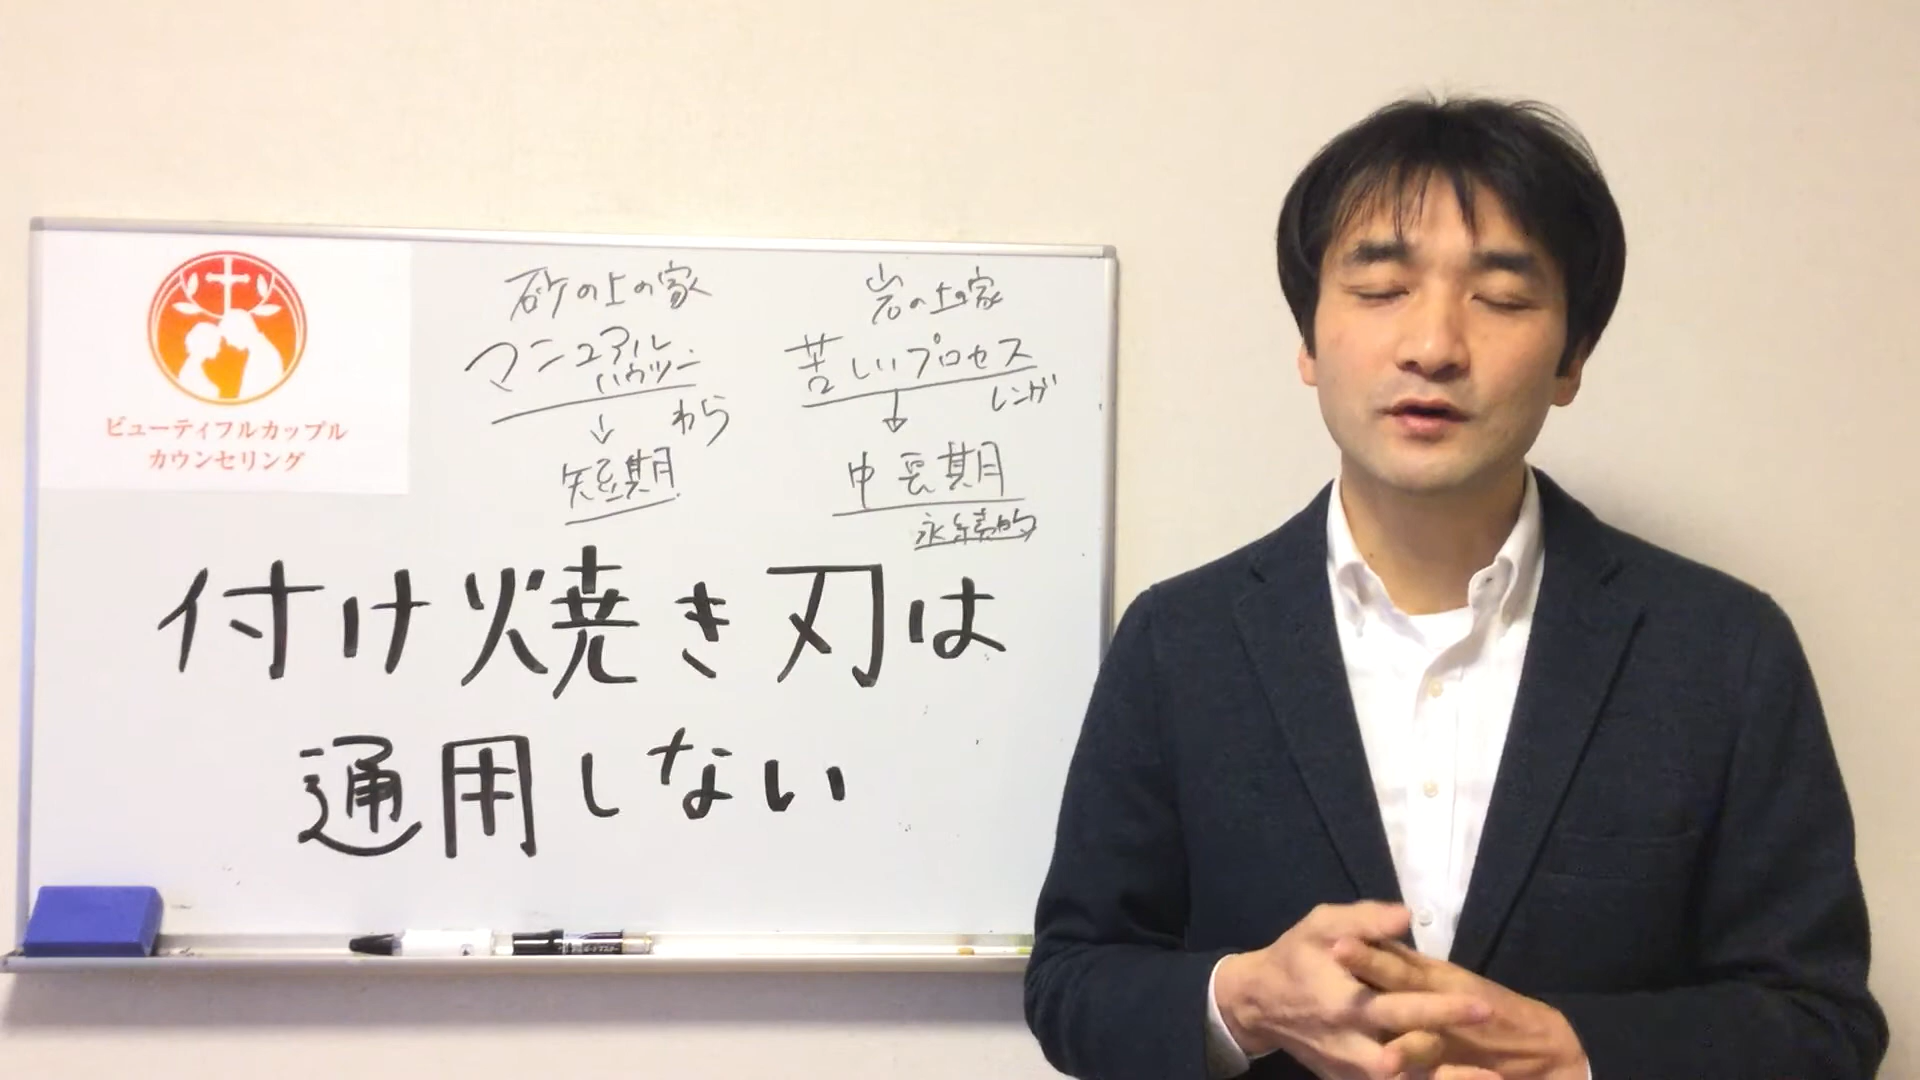 ビューティフルカップル
カウンセリング
砂の上の家
マニュアル
ハウツー
わら
↓
短期
岩の上の家
苦しいプロセス
レンガ
↓
中長期
永続的
付け焼き刃は
通用しない